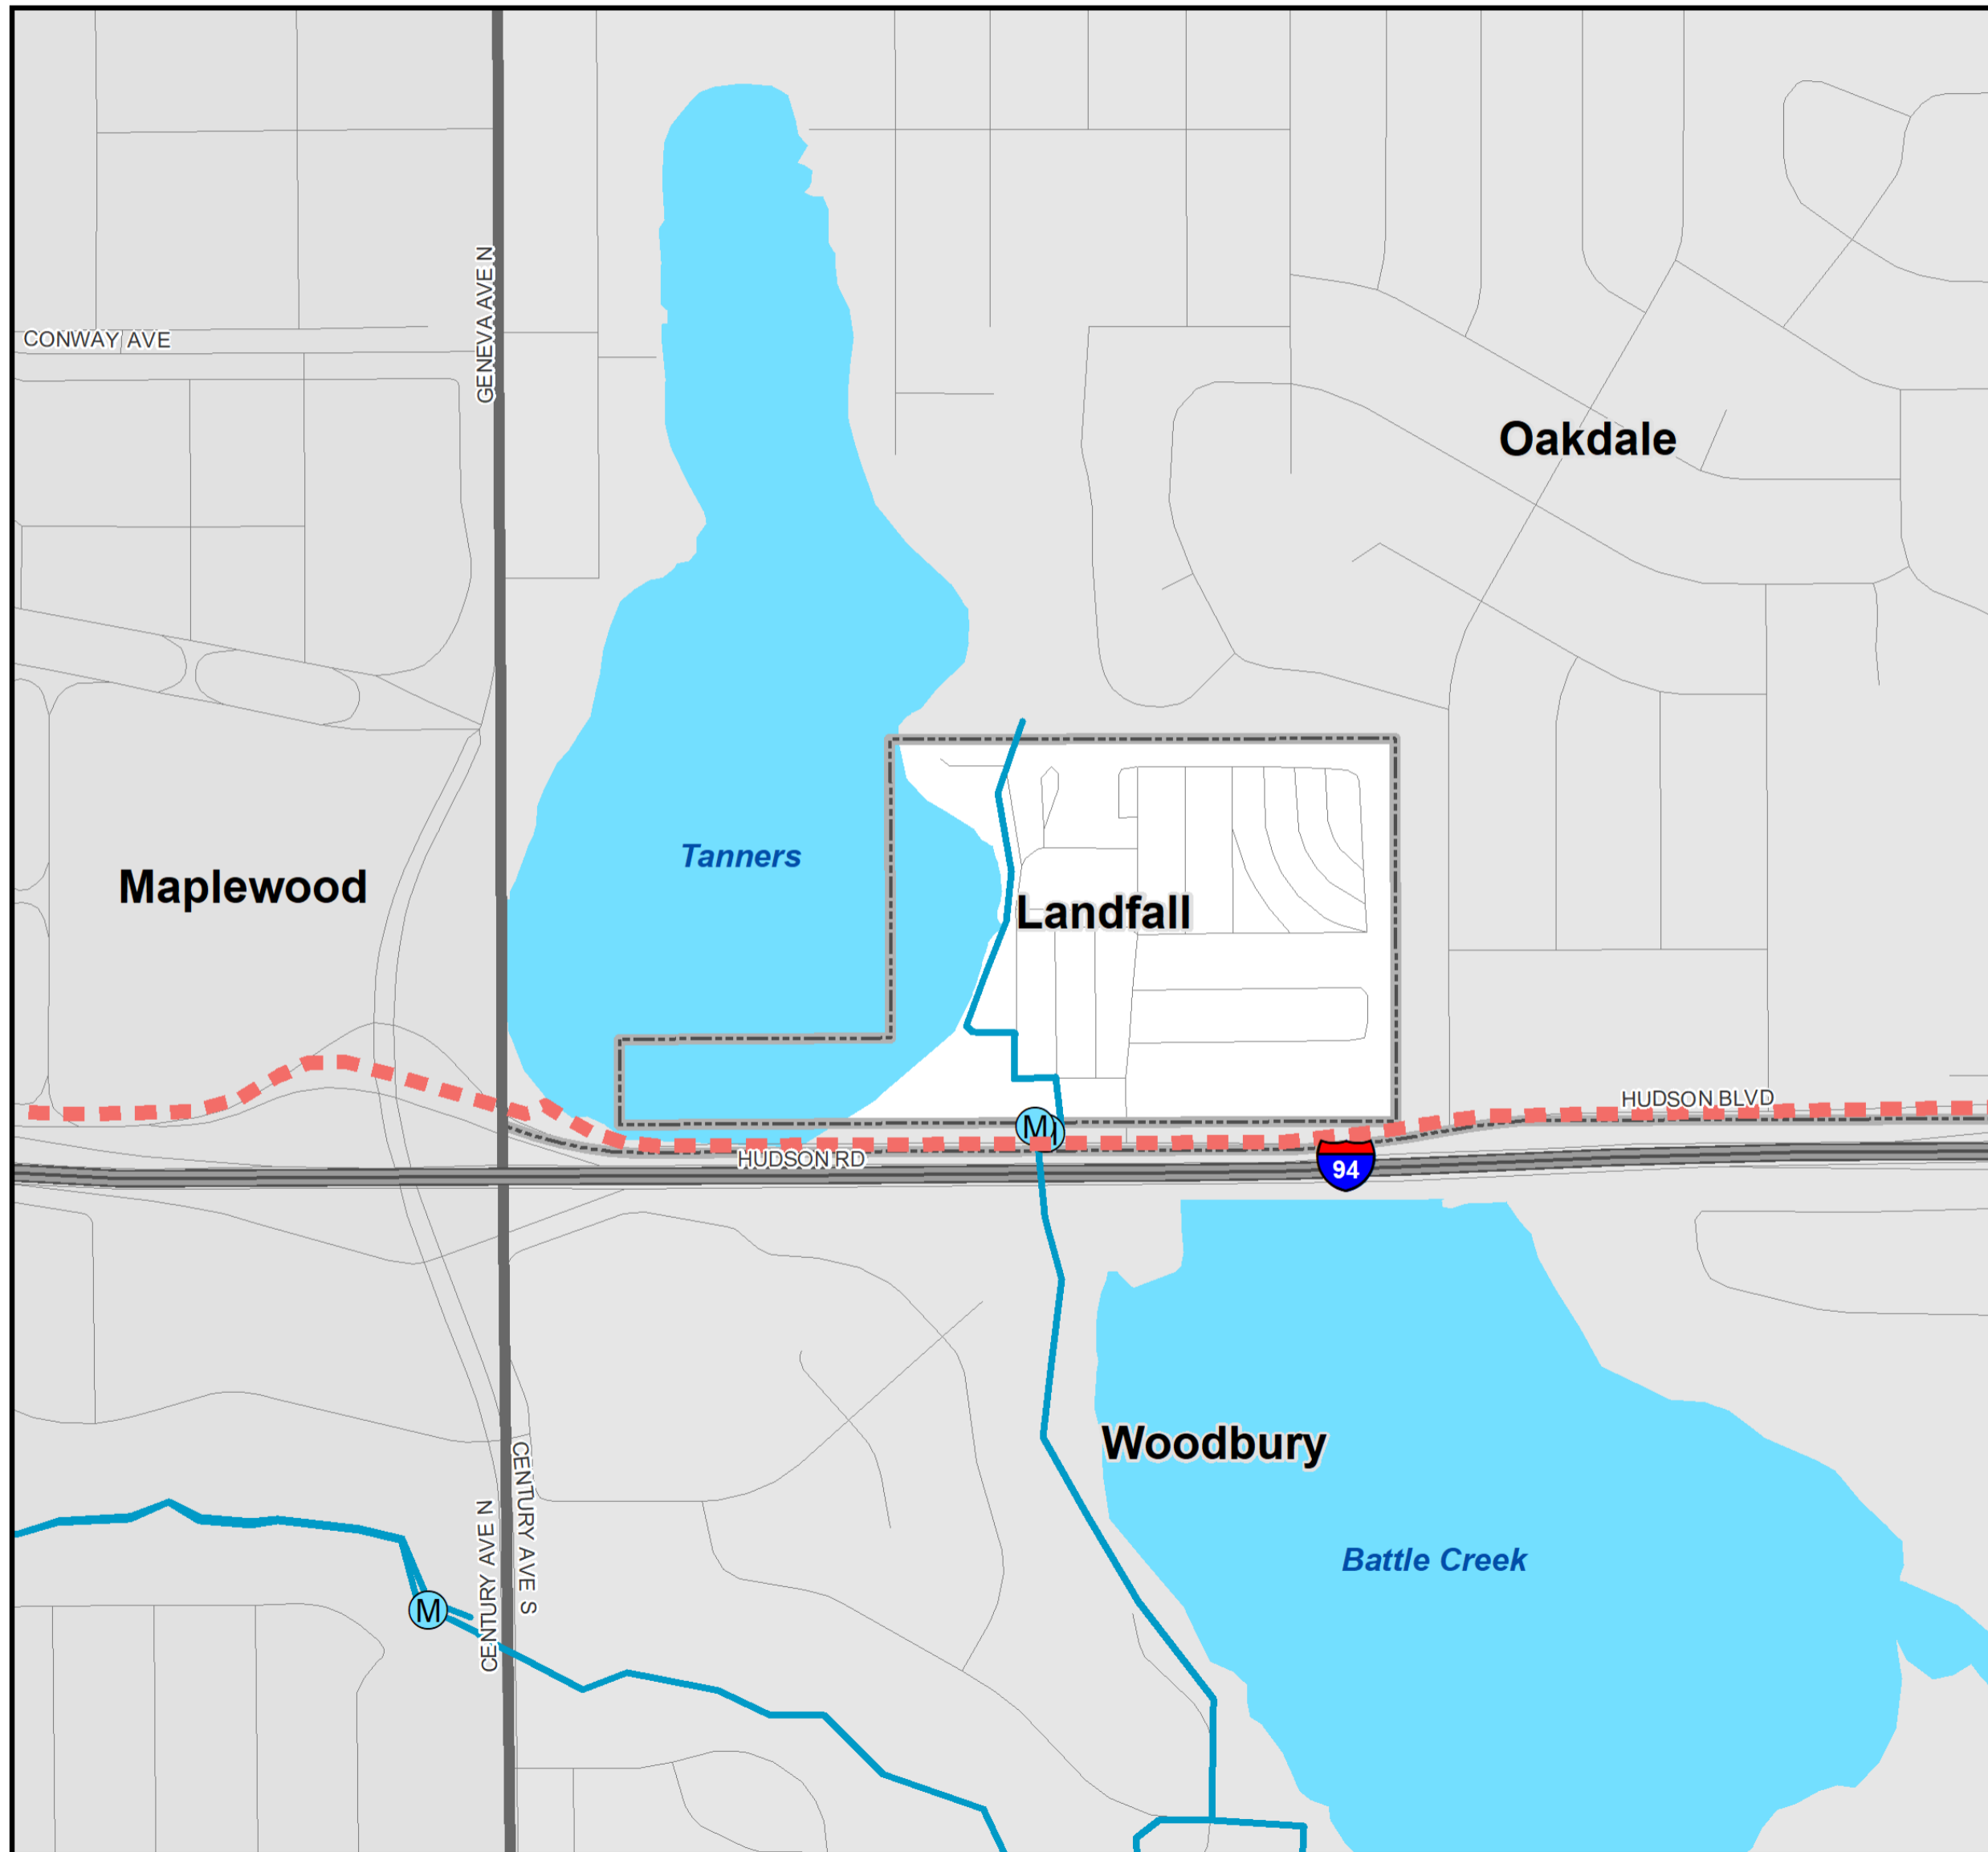 GENEVA AVE N
CONWAY AVE
Oakdale
Tanners
Maplewood
Landfall
HUDSON BLVD
M
HUDSON RD
94
Woodbury
CENTURY AVE S
CENTURY AVE N
Battle Creek
M